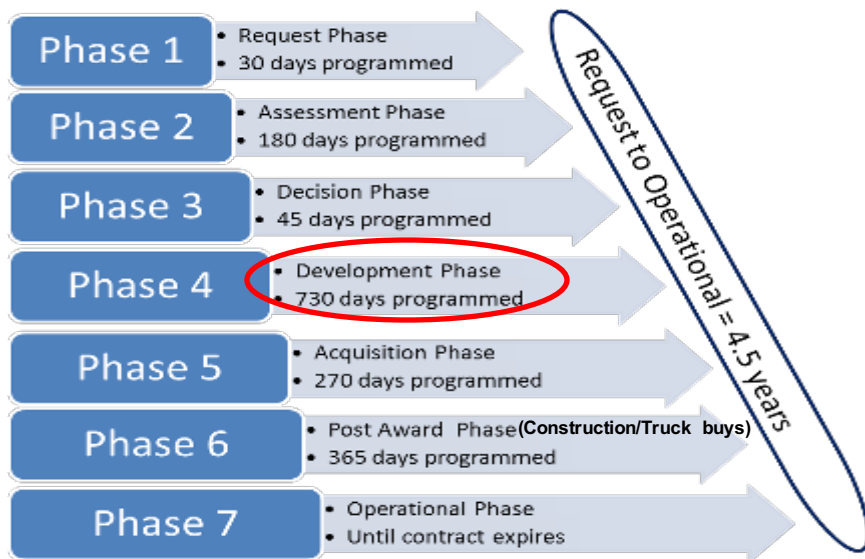 Phase 1
• Request Phase
• 30 days programmed
Phase 2
• Assessment Phase
• 180 days programmed
Phase 3
• Decision Phase
• 45 days programmed
Phase 4
• Development Phase
• 730 days programmed
Phase 5
• Acquisition Phase
• 270 days programmed
Phase 6
• Post Award Phase(Construction/Truck buys)
• 365 days programmed
Phase 7
• Operational Phase
• Until contract expires
Request to Operational = 4.5 years